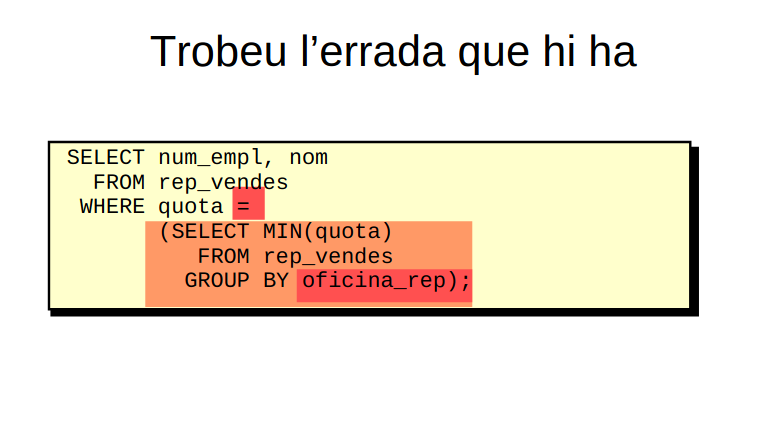 Trobeu l’errada que hi ha
SELECT num_empl, nom
FROM rep_vendes
WHERE quota =
(SELECT MIN(quota)
FROM rep_vendes
GROUP BY oficina_rep);